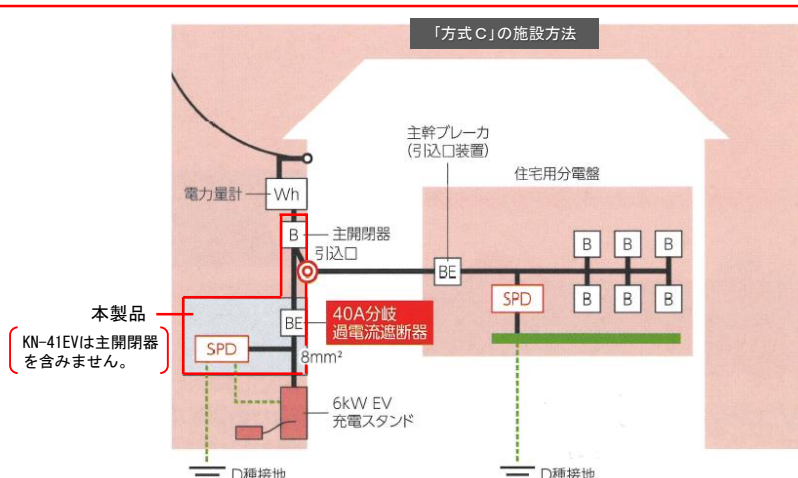 「方式C」の施設方法
主幹ブレーカ
(引込口装置)
住宅用分電盤
電力量計
Wh
B
主開閉器
引込口
BE
B
B
B
SPD
B
B
B
本製品
KN-41EVは主開閉器
を含みません。
BE
40A分岐
過電流遮断器
SPD
8mm²
6kW EV
充電スタンド
D種接地
D種接地